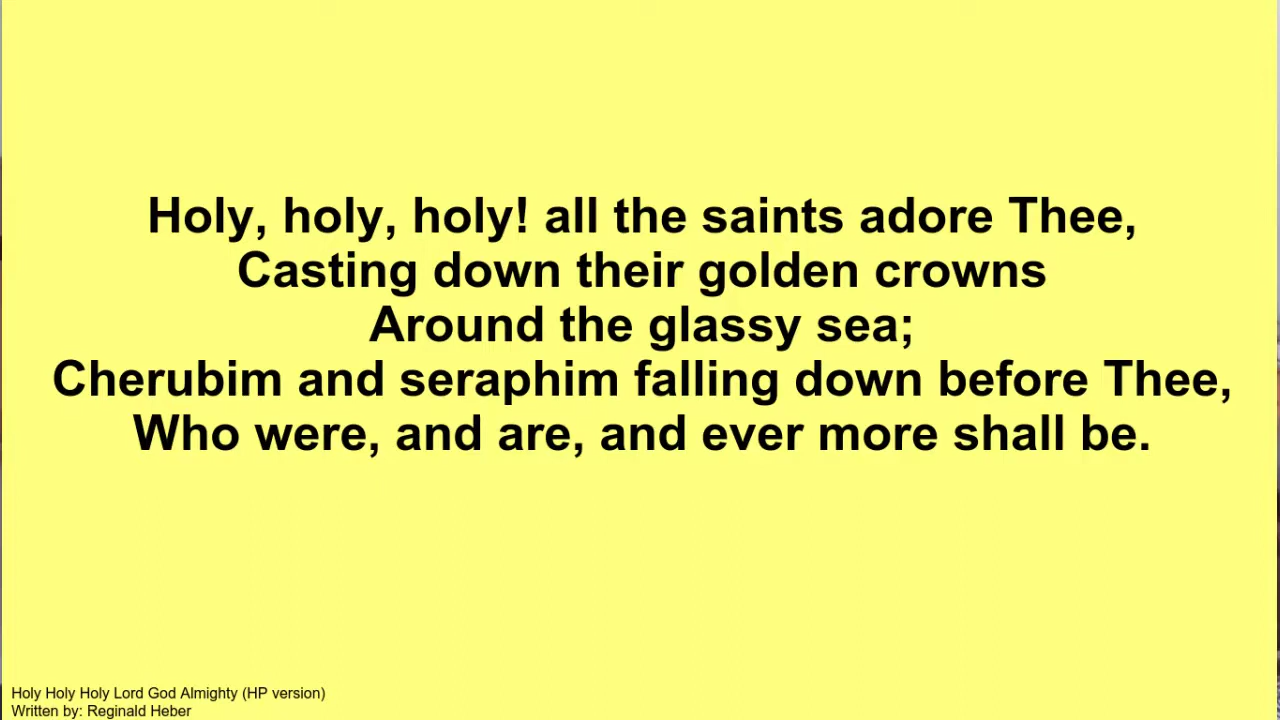 Holy, holy, holy! all the saints adore Thee,
Casting down their golden crowns
Around the glassy sea;
Cherubim and seraphim falling down before Thee,
Who were, and are, and ever more shall be.
Holy Holy Holy Lord God Almighty (HP version)
Written by: Reginald Heber